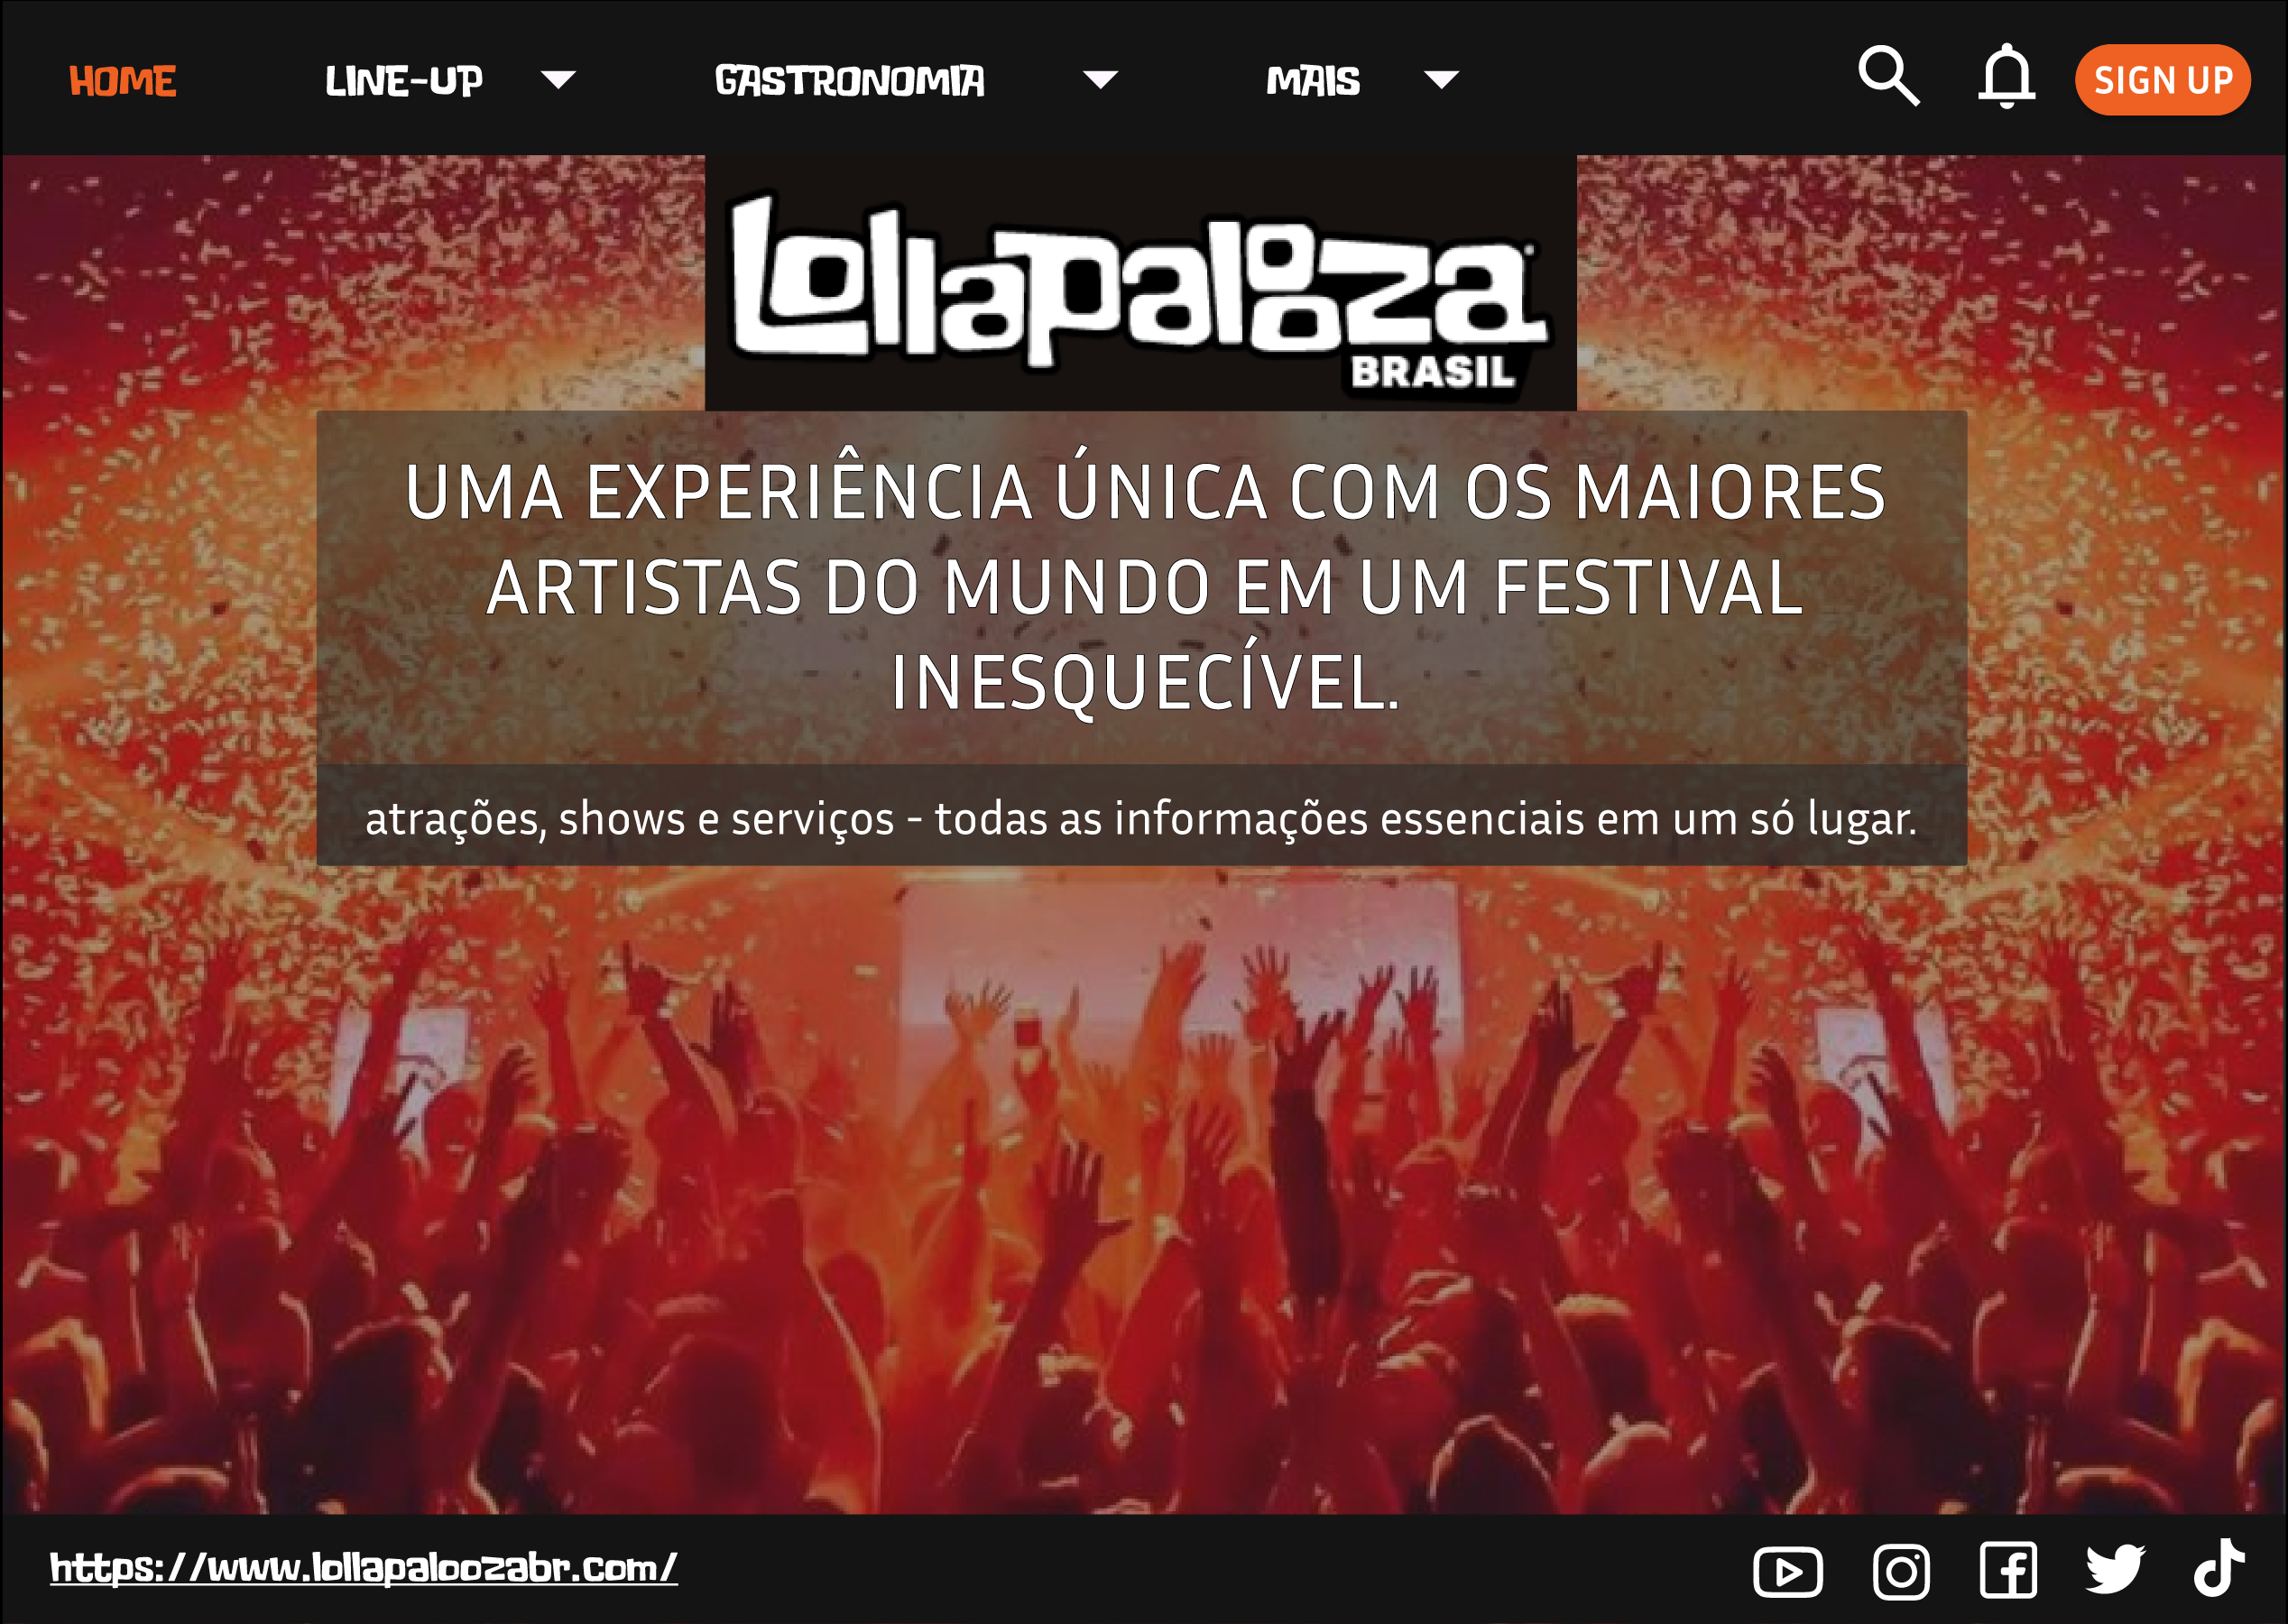 HOME LINE-UP GASTRONOMIA MAIS SIGN UP
Lollapalooza
BRASIL
UMA EXPERIÊNCIA ÚNICA COM OS MAIORES
ARTISTAS DO MUNDO EM UM FESTIVAL
INESQUECÍVEL.
atrações, shows e serviços - todas as informações essenciais em um só lugar.
https://www.lollapaloozabr.com/